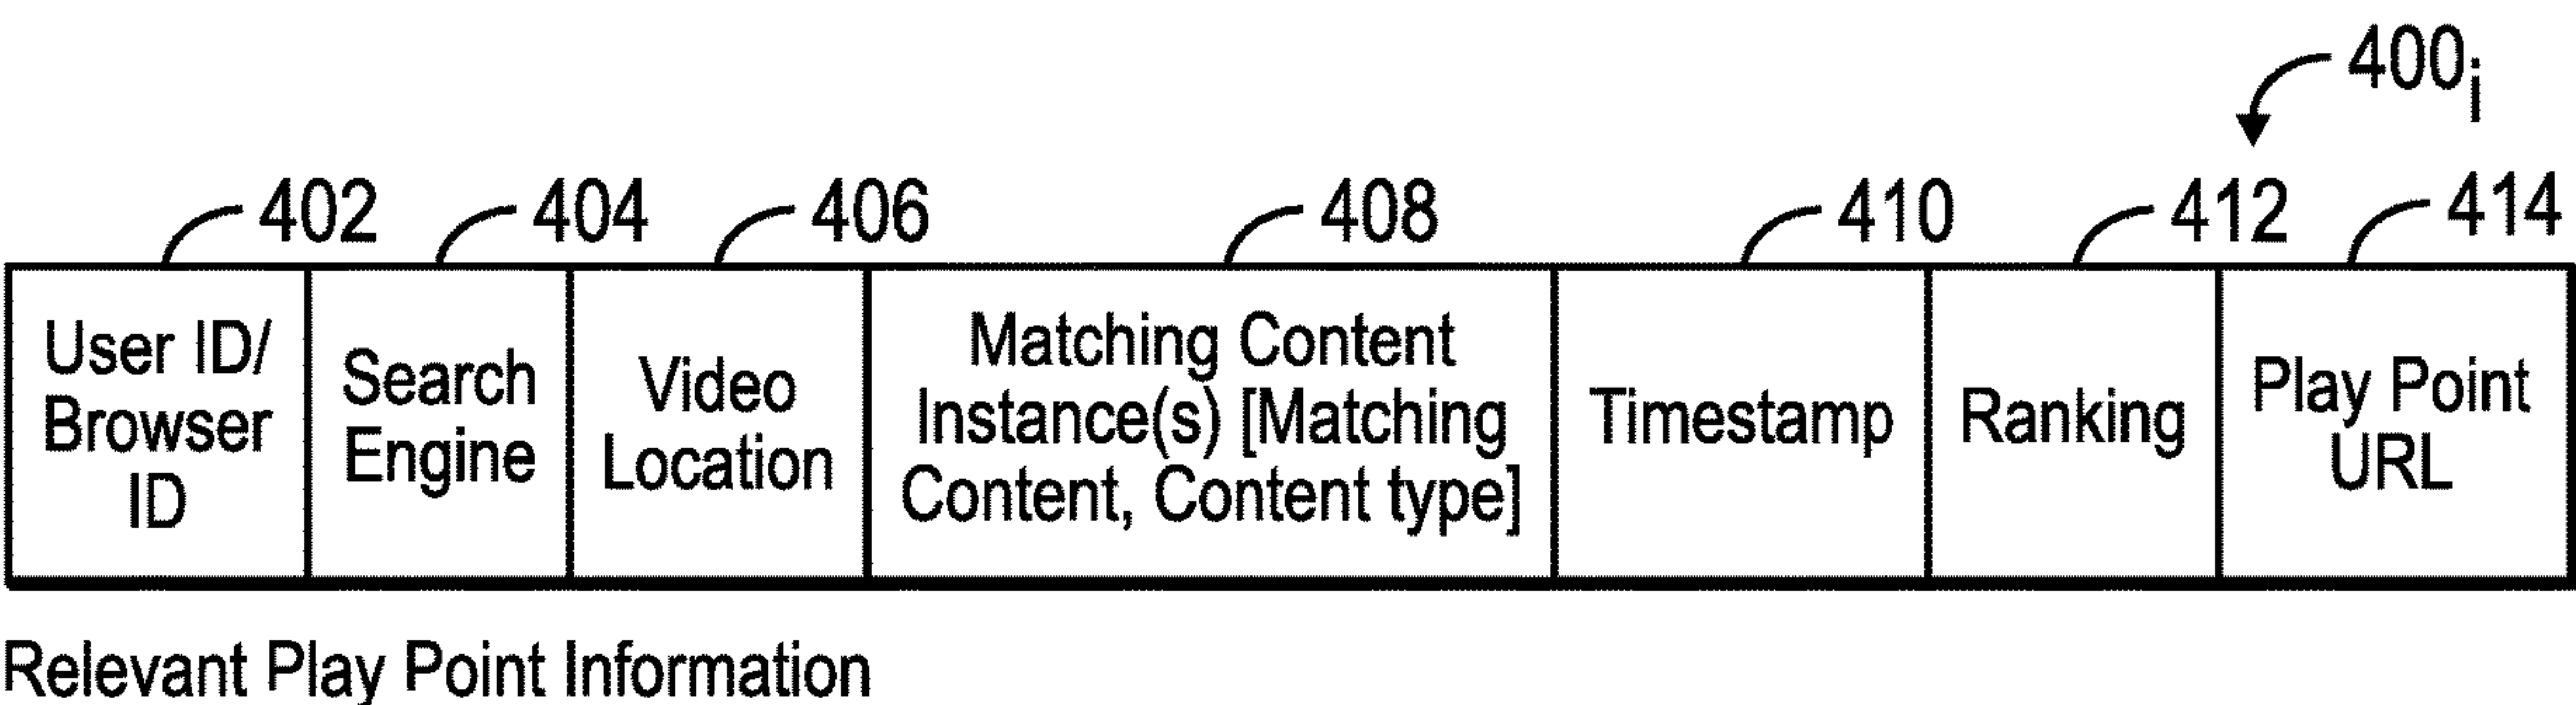 400i
402 404 406 408 410 412 414
User ID/
Browser
ID
Search
Engine
Video
Location
Matching Content
Instance(s) [Matching
Content, Content type]
Timestamp
Ranking
Play Point
URL
Relevant Play Point Information